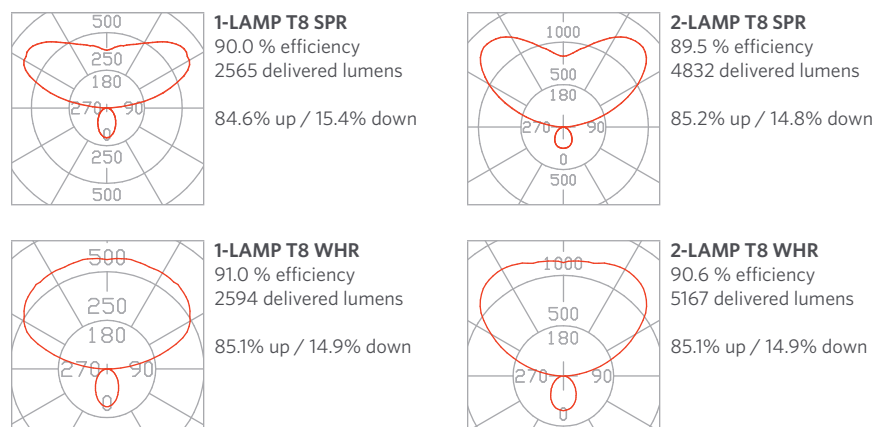 500
250
180
270 90
0
250
500
1-LAMP T8 SPR
90.0 % efficiency
2565 delivered lumens
84.6% up / 15.4% down
1000
500
180
270 90
0
500
2-LAMP T8 SPR
89.5 % efficiency
4832 delivered lumens
85.2% up / 14.8% down
500
250
180
270 90
0
1-LAMP T8 WHR
91.0 % efficiency
2594 delivered lumens
85.1% up / 14.9% down
1000
500
180
270 90
0
2-LAMP T8 WHR
90.6 % efficiency
5167 delivered lumens
85.1% up / 14.9% down